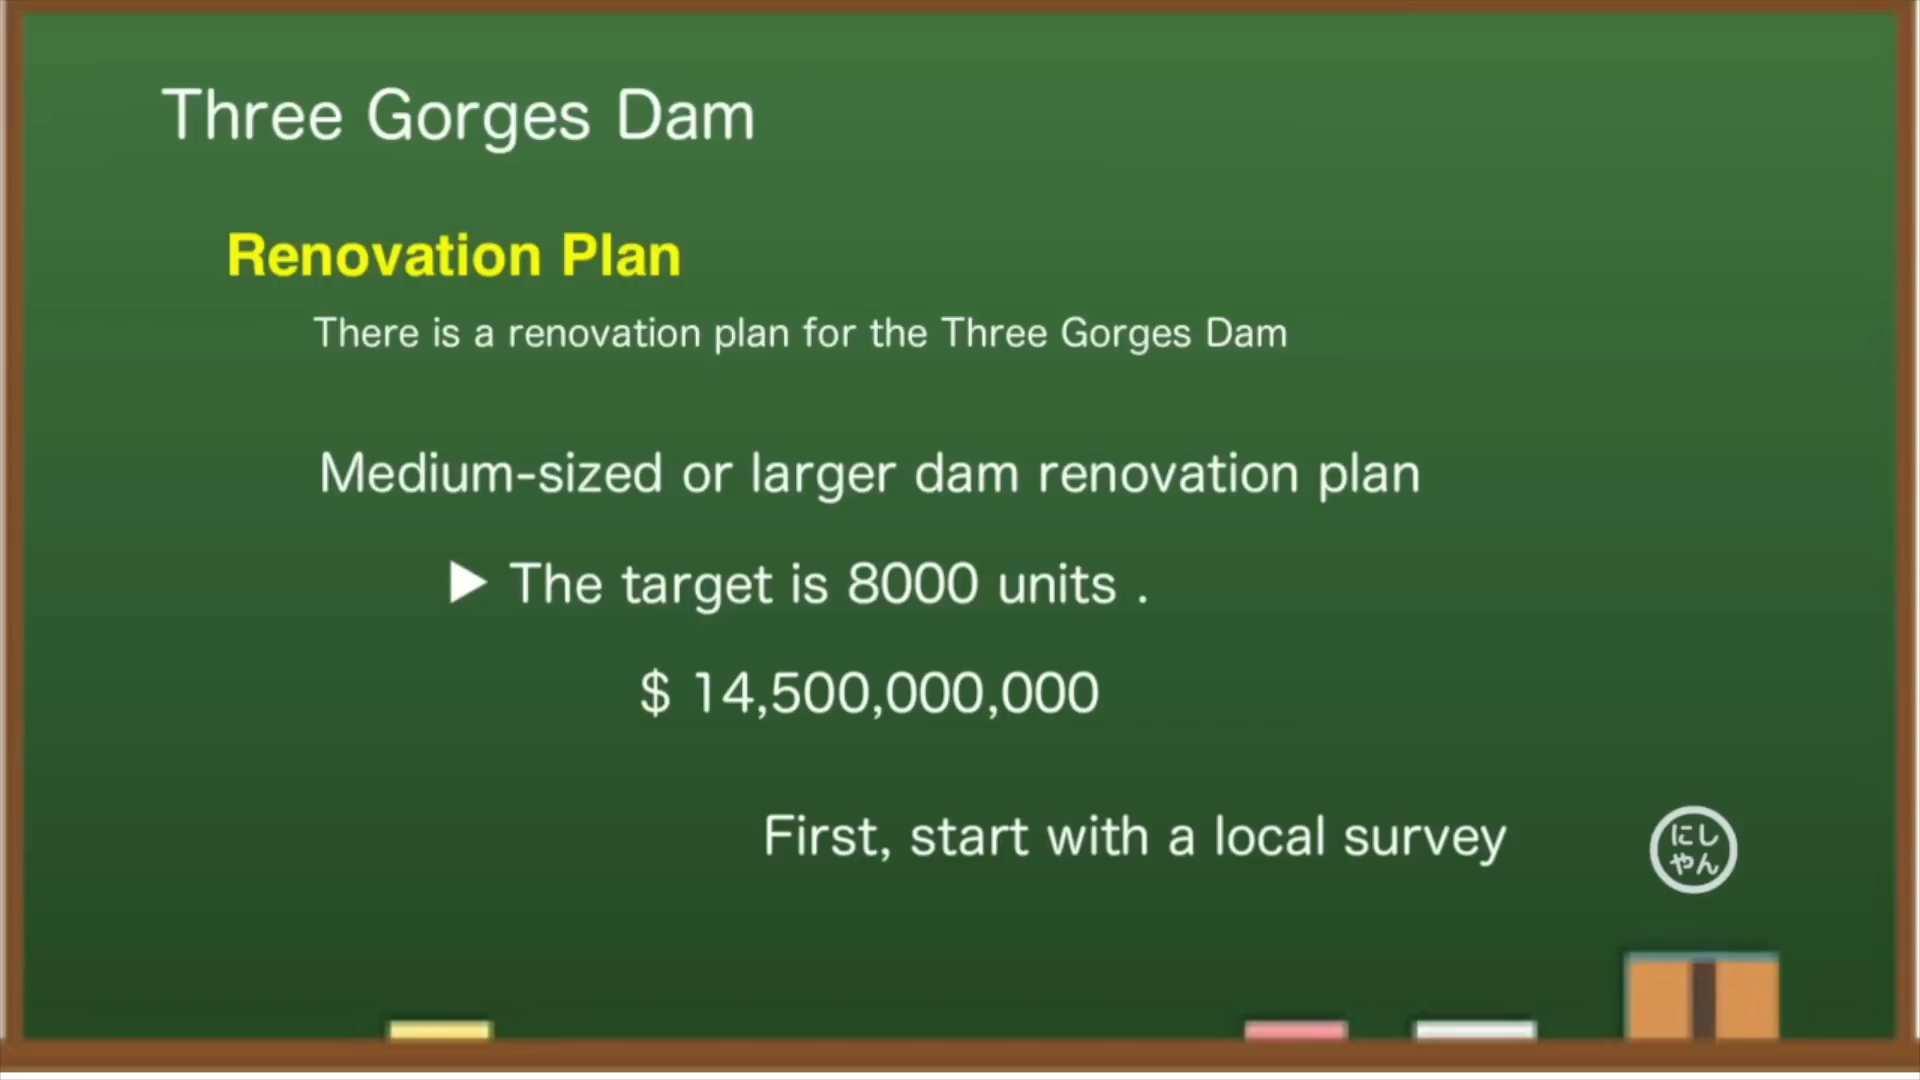 Three Gorges Dam
Renovation Plan
There is a renovation plan for the Three Gorges Dam
Medium-sized or larger dam renovation plan
▶ The target is 8000 units .
$ 14,500,000,000
First, start with a local survey
にし
やん